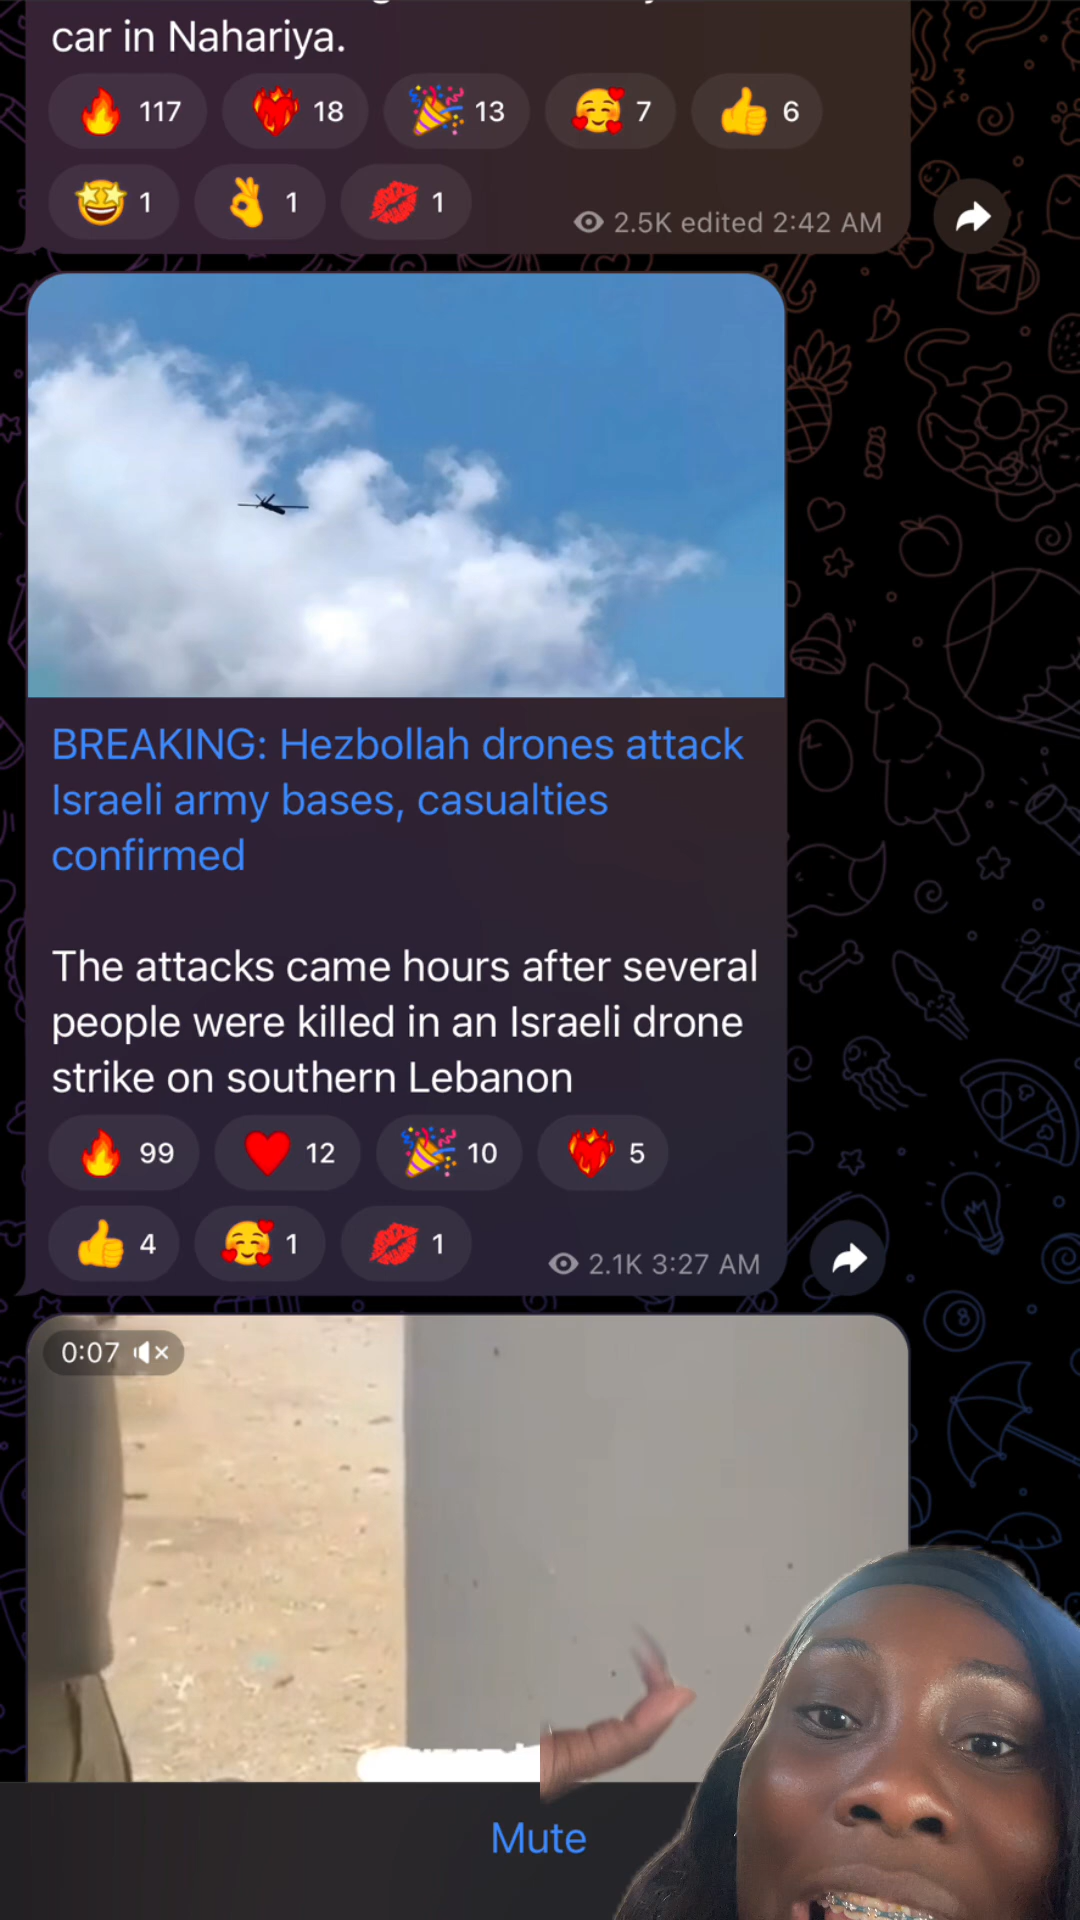 car in Nahariya.
117 18 13 7 6
1 1 1 2.5K edited 2:42 AM
BREAKING: Hezbollah drones attack
Israeli army bases, casualties
confirmed
The attacks came hours after several
people were killed in an Israeli drone
strike on southern Lebanon
99 12 10 5
4 1 1 2.1K 3:27 AM
0:07
Mute